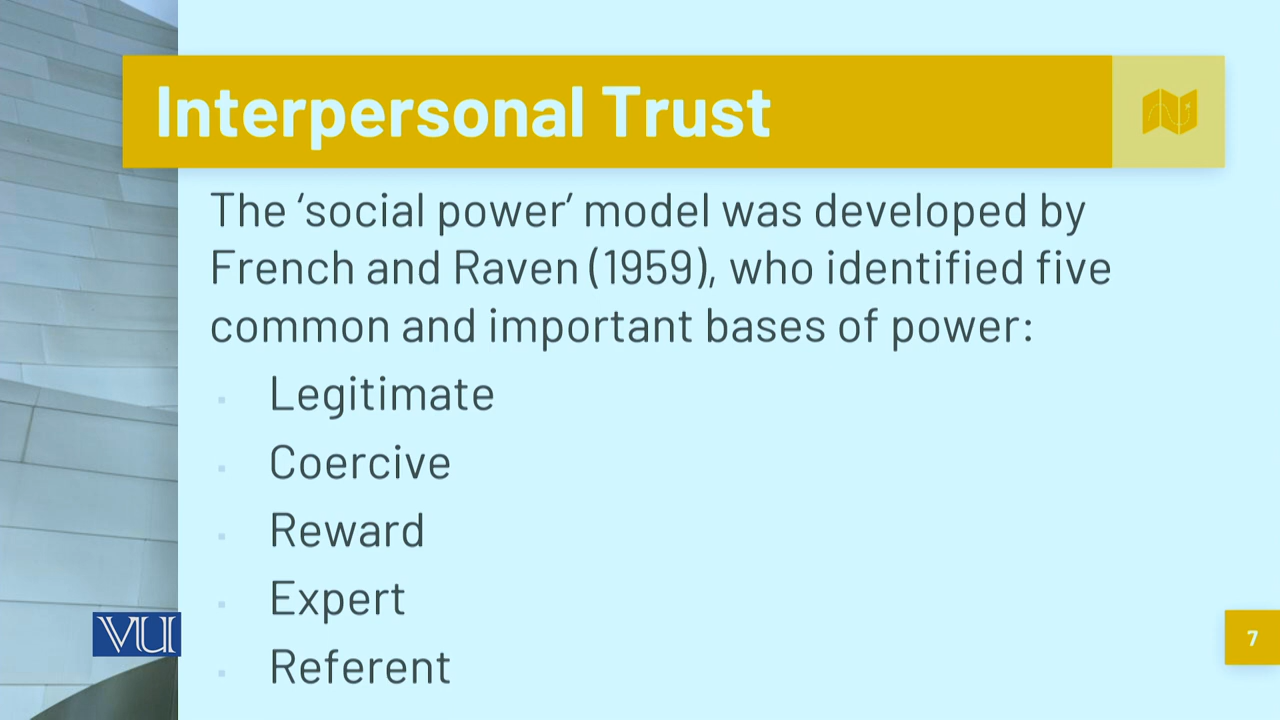 Interpersonal Trust
The ‘social power’ model was developed by
French and Raven (1959), who identified five
common and important bases of power:
Legitimate
Coercive
Reward
Expert
Referent
VU
7